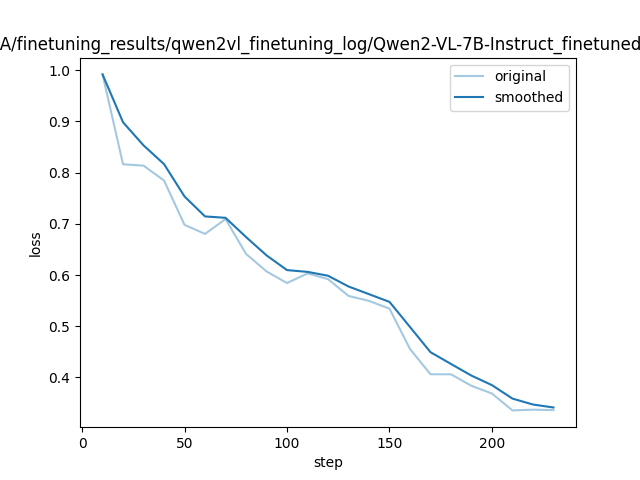 A/finetuning_results/qwen2vl_finetuning_log/Qwen2-VL-7B-Instruct_finetuned
original
smoothed
1.0
0.9
0.8
0.7
0.6
0.5
0.4
loss
0
50
100
150
200
step